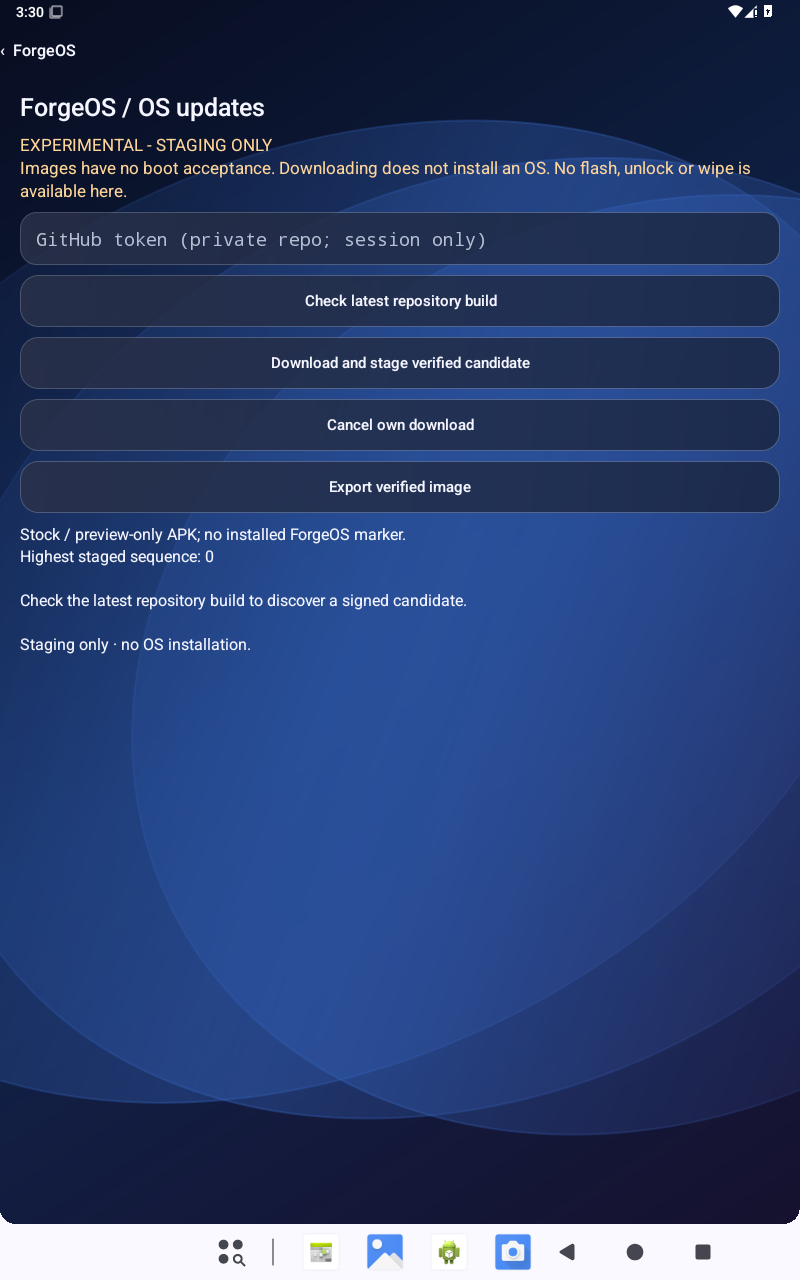 3:30
‹ ForgeOS
ForgeOS / OS updates
EXPERIMENTAL - STAGING ONLY
Images have no boot acceptance. Downloading does not install an OS. No flash, unlock or wipe is
available here.
GitHub token (private repo; session only)
Check latest repository build
Download and stage verified candidate
Cancel own download
Export verified image
Stock / preview-only APK; no installed ForgeOS marker.
Highest staged sequence: 0
Check the latest repository build to discover a signed candidate.
Staging only · no OS installation.